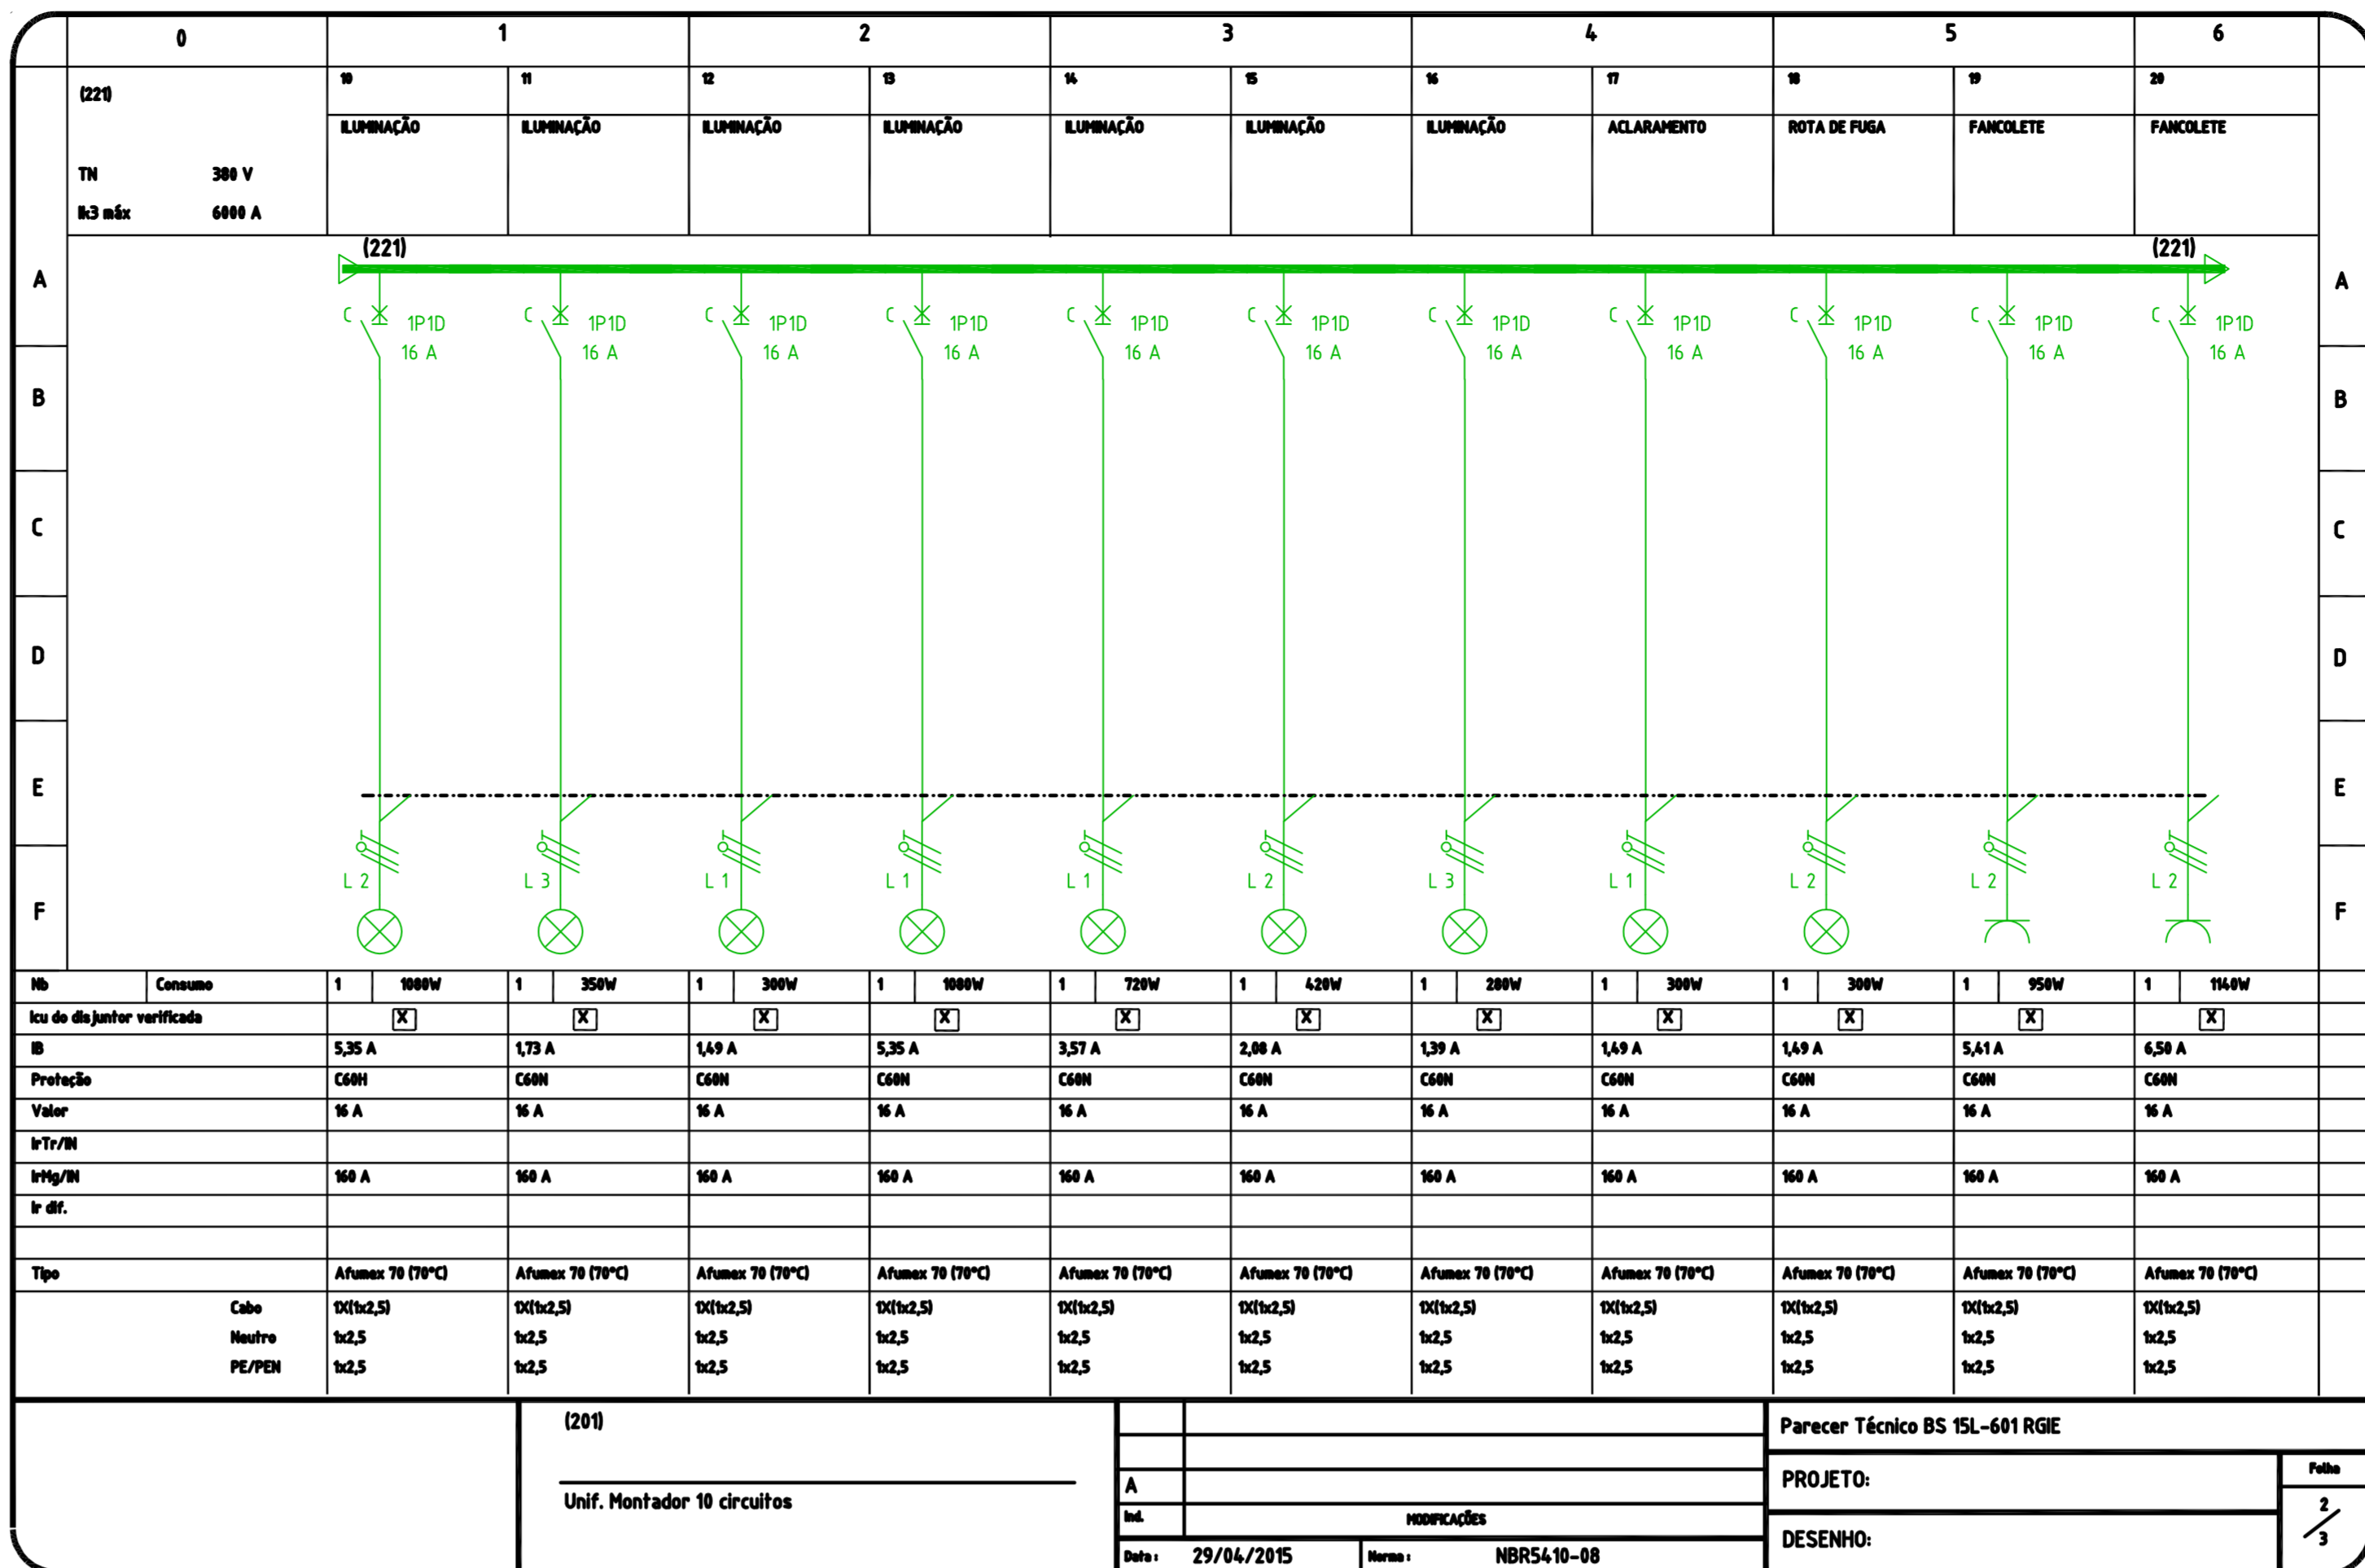 0 1 2 3 4 5 6
(221) 10 11 12 13 14 15 16 17 18 19 20
ILUMINAÇÃO ILUMINAÇÃO ILUMINAÇÃO ILUMINAÇÃO ILUMINAÇÃO ILUMINAÇÃO ILUMINAÇÃO ACLARAMENTO ROTA DE FUGA FANCOLETE FANCOLETE
TN 380 V
Ik3 máx 6000 A
(221) (221)
A A
C 1P1D C 1P1D C 1P1D C 1P1D C 1P1D C 1P1D C 1P1D C 1P1D C 1P1D C 1P1D C 1P1D
16 A 16 A 16 A 16 A 16 A 16 A 16 A 16 A 16 A 16 A 16 A
B B
C C
D D
E E
L 2 L 3 L 1 L 1 L 1 L 2 L 3 L 1 L 2 L 2 L 2
F F
Nb Consumo 1 1080W 1 350W 1 300W 1 1080W 1 720W 1 420W 1 280W 1 300W 1 300W 1 950W 1 1140W
Icu do disjuntor verificada X X X X X X X X X X X
IB 5,35 A 1,73 A 1,49 A 5,35 A 3,57 A 2,08 A 1,39 A 1,49 A 1,49 A 5,41 A 6,50 A
Proteção C60H C60N C60N C60N C60N C60N C60N C60N C60N C60N C60N
Valor 16 A 16 A 16 A 16 A 16 A 16 A 16 A 16 A 16 A 16 A 16 A
IrTr/IN
IrMg/IN 160 A 160 A 160 A 160 A 160 A 160 A 160 A 160 A 160 A 160 A 160 A
Ir dif.
Tipo Afumex 70 (70°C) Afumex 70 (70°C) Afumex 70 (70°C) Afumex 70 (70°C) Afumex 70 (70°C) Afumex 70 (70°C) Afumex 70 (70°C) Afumex 70 (70°C) Afumex 70 (70°C) Afumex 70 (70°C) Afumex 70 (70°C)
Cabo 1X(1x2,5) 1X(1x2,5) 1X(1x2,5) 1X(1x2,5) 1X(1x2,5) 1X(1x2,5) 1X(1x2,5) 1X(1x2,5) 1X(1x2,5) 1X(1x2,5) 1X(1x2,5)
Neutro 1x2,5 1x2,5 1x2,5 1x2,5 1x2,5 1x2,5 1x2,5 1x2,5 1x2,5 1x2,5 1x2,5
PE/PEN 1x2,5 1x2,5 1x2,5 1x2,5 1x2,5 1x2,5 1x2,5 1x2,5 1x2,5 1x2,5 1x2,5
(201)
Unif. Montador 10 circuitos
A
Ind. MODIFICAÇÕES
Data : 29/04/2015 Norma : NBR5410-08
Parecer Técnico BS 15L-601 RGIE
PROJETO:
DESENHO:
Folha
2/3